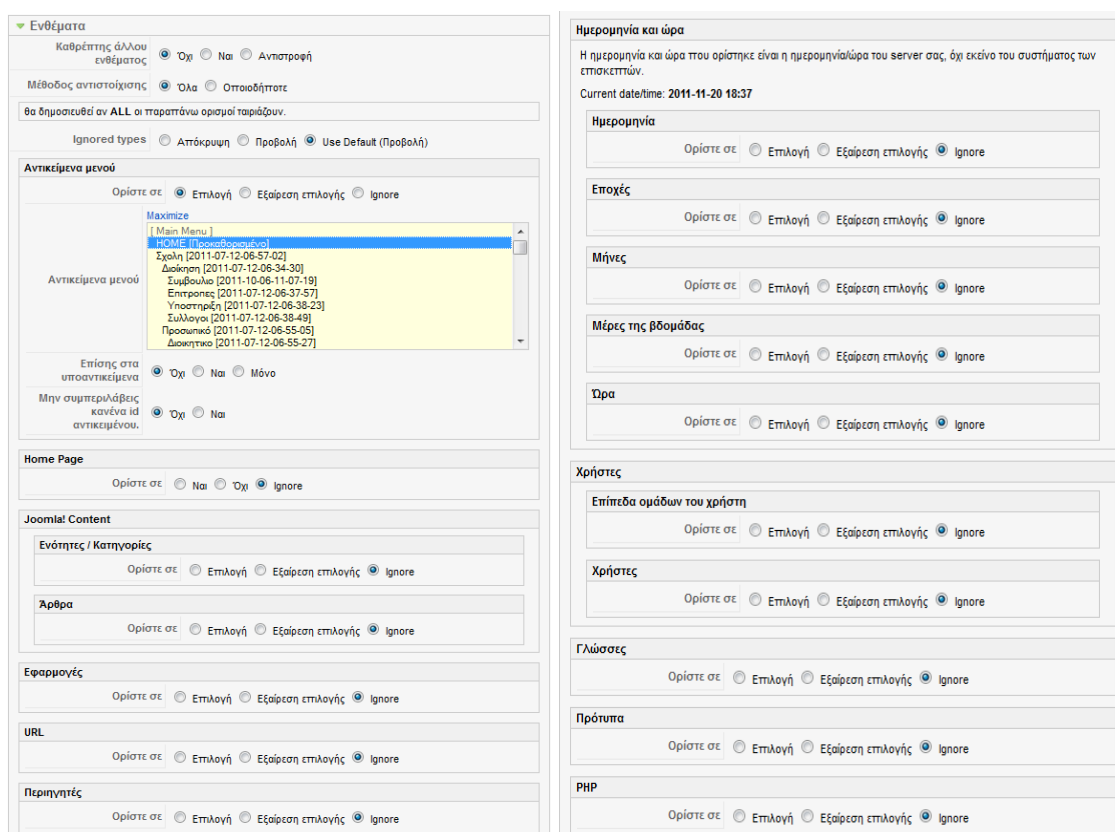 Ενθέματα
Καθρέπτης άλλου
ενθέματος
Όχι Ναι Αντιστροφή
Μέθοδος αντιστοίχισης Όλα Οποιοδήποτε
θα δημοσιευθεί αν ALL οι παραπάνω ορισμοί ταιριάζουν.
Ignored types Απόκρυψη Προβολή Use Default (Προβολή)
Αντικείμενα μενού
Ορίστε σε Επιλογή Εξαίρεση επιλογής Ignore
Maximize
Αντικείμενα μενού
[ Main Menu ]
HOME [Προκαθορισμένο]
Σχολη [2011-07-12-06-57-02]
Διοίκηση [2011-07-12-06-34-30]
Συμβουλιο [2011-10-06-11-07-19]
Επιτροπες [2011-07-12-06-37-57]
Υποστηριξη [2011-07-12-06-38-23]
Συλλογοι [2011-07-12-06-38-49]
Προσωπικό [2011-07-12-06-55-05]
Διοικητικο [2011-07-12-06-55-27]
Επίσης στα
υποαντικείμενα
Όχι Ναι Μόνο
Μην συμπεριλάβεις
κανένα id
αντικειμένου.
Όχι Ναι
Home Page
Ορίστε σε Ναι Όχι Ignore
Joomla! Content
Ενότητες / Κατηγορίες
Ορίστε σε Επιλογή Εξαίρεση επιλογής Ignore
Άρθρα
Ορίστε σε Επιλογή Εξαίρεση επιλογής Ignore
Εφαρμογές
Ορίστε σε Επιλογή Εξαίρεση επιλογής Ignore
URL
Ορίστε σε Επιλογή Εξαίρεση επιλογής Ignore
Περιηγητές
Ορίστε σε Επιλογή Εξαίρεση επιλογής Ignore
Ημερομηνία και ώρα
Η ημερομηνία και ώρα που ορίστηκε είναι η ημερομηνία/ώρα του server σας, όχι εκείνο του συστήματος των
επισκεπτών.
Current date/time: 2011-11-20 18:37
Ημερομηνία
Ορίστε σε Επιλογή Εξαίρεση επιλογής Ignore
Εποχές
Ορίστε σε Επιλογή Εξαίρεση επιλογής Ignore
Μήνες
Ορίστε σε Επιλογή Εξαίρεση επιλογής Ignore
Μέρες της βδομάδας
Ορίστε σε Επιλογή Εξαίρεση επιλογής Ignore
Ώρα
Ορίστε σε Επιλογή Εξαίρεση επιλογής Ignore
Χρήστες
Επίπεδα ομάδων του χρήστη
Ορίστε σε Επιλογή Εξαίρεση επιλογής Ignore
Χρήστες
Ορίστε σε Επιλογή Εξαίρεση επιλογής Ignore
Γλώσσες
Ορίστε σε Επιλογή Εξαίρεση επιλογής Ignore
Πρότυπα
Ορίστε σε Επιλογή Εξαίρεση επιλογής Ignore
PHP
Ορίστε σε Επιλογή Εξαίρεση επιλογής Ignore